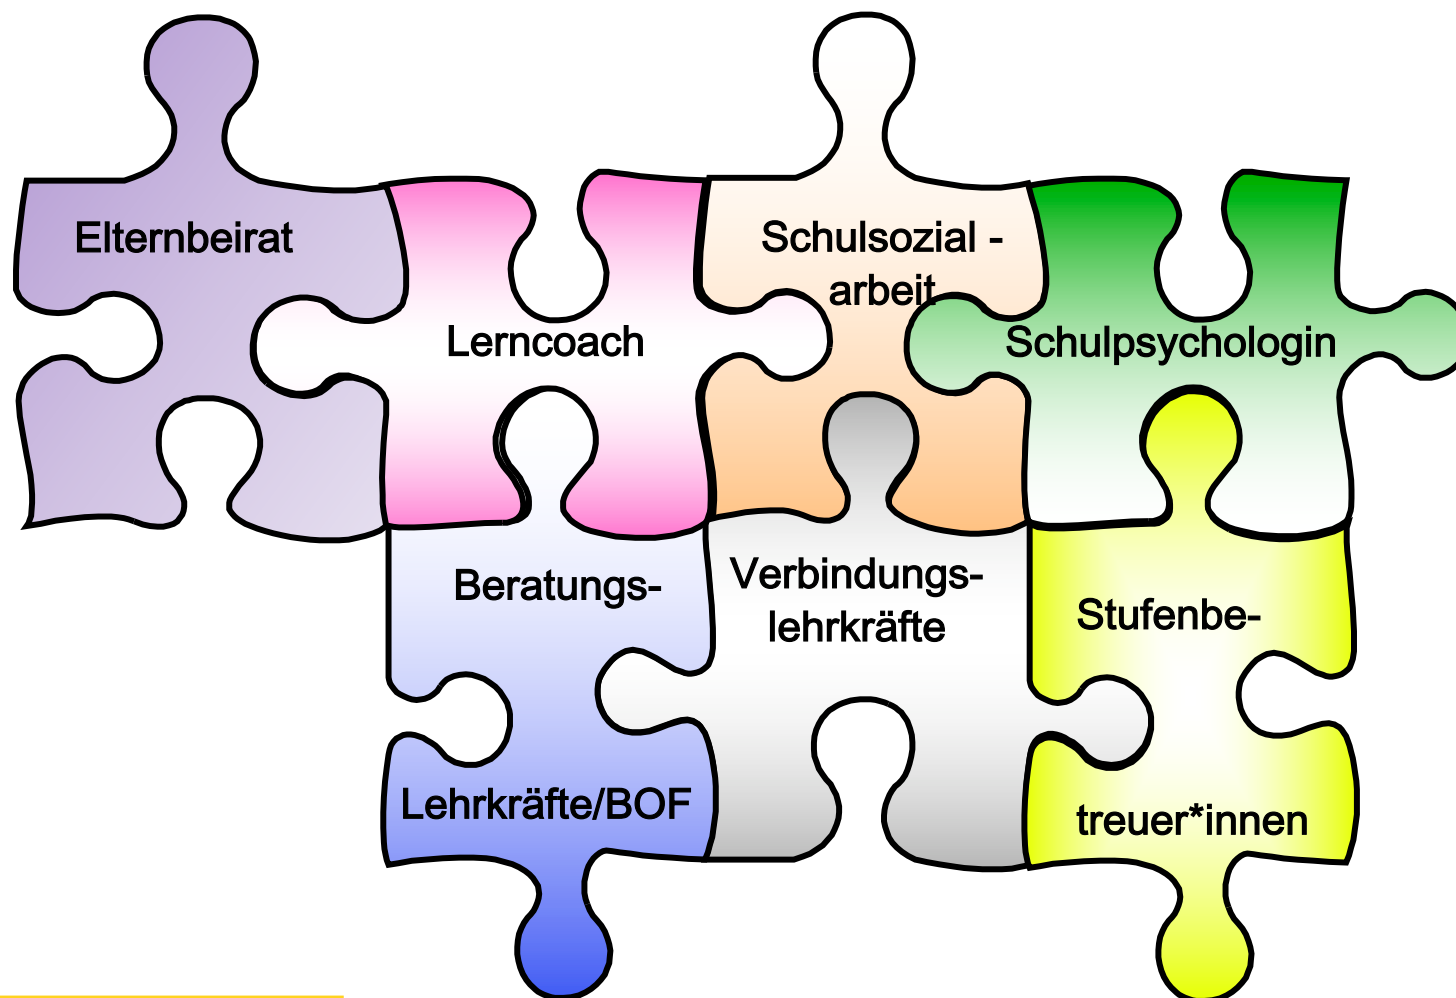 Elternbeirat
Lerncoach
Schulsozial -
arbeit
Schulpsychologin
Beratungs-
Lehrkräfte/BOF
Verbindungs-
lehrkräfte
Stufenbe-
treuer*innen